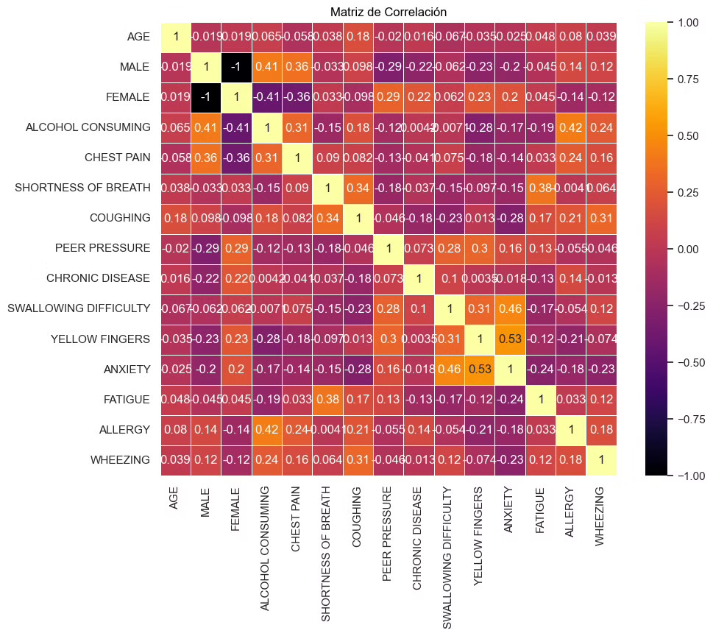 Matriz de Correlación
AGE 1 -0.019 0.019 0.065 -0.058 0.038 0.18 -0.02 0.016 -0.067 -0.035 0.025 0.048 0.08 0.039
MALE -0.019 1 -1 0.41 0.36 -0.033 0.098 -0.29 -0.22 -0.062 -0.23 -0.2 -0.045 0.14 0.12
FEMALE 0.019 -1 1 -0.41 -0.36 0.033 -0.098 0.29 0.22 0.062 0.23 0.2 0.045 -0.14 -0.12
ALCOHOL CONSUMING 0.065 0.41 -0.41 1 0.31 -0.15 0.18 -0.12 0.0042 -0.0071 -0.28 -0.17 -0.19 0.42 0.24
CHEST PAIN -0.058 0.36 -0.36 0.31 1 0.09 0.082 -0.13 -0.041 0.075 -0.18 -0.14 0.033 0.24 0.16
SHORTNESS OF BREATH 0.038 -0.033 0.033 -0.15 0.09 1 0.34 -0.18 -0.037 -0.15 -0.097 -0.15 0.38 -0.0041 0.064
COUGHING 0.18 0.098 -0.098 0.18 0.082 0.34 1 -0.046 -0.18 -0.23 0.013 -0.28 0.17 0.21 0.31
PEER PRESSURE -0.02 -0.29 0.29 -0.12 -0.13 -0.18 -0.046 1 0.073 0.28 0.3 0.16 0.13 -0.055 -0.046
CHRONIC DISEASE 0.016 -0.22 0.22 0.0042 -0.041 -0.037 -0.18 0.073 1 0.1 0.0035 -0.018 -0.13 0.14 -0.013
SWALLOWING DIFFICULTY -0.067 -0.062 0.062 -0.0071 0.075 -0.15 -0.23 0.28 0.1 1 0.31 0.46 -0.17 -0.054 0.12
YELLOW FINGERS -0.035 -0.23 0.23 -0.28 -0.18 -0.097 0.013 0.3 0.0035 0.31 1 0.53 -0.12 -0.21 -0.074
ANXIETY 0.025 -0.2 0.2 -0.17 -0.14 -0.15 -0.28 0.16 -0.018 0.46 0.53 1 -0.24 -0.18 -0.23
FATIGUE 0.048 -0.045 0.045 -0.19 0.033 0.38 0.17 0.13 -0.13 -0.17 -0.12 -0.24 1 0.033 0.12
ALLERGY 0.08 0.14 -0.14 0.42 0.24 -0.0041 0.21 -0.055 0.14 -0.054 -0.21 -0.18 0.033 1 0.18
WHEEZING 0.039 0.12 -0.12 0.24 0.16 0.064 0.31 -0.046 -0.013 0.12 -0.074 -0.23 0.12 0.18 1
AGE
MALE
FEMALE
ALCOHOL CONSUMING
CHEST PAIN
SHORTNESS OF BREATH
COUGHING
PEER PRESSURE
CHRONIC DISEASE
SWALLOWING DIFFICULTY
YELLOW FINGERS
ANXIETY
FATIGUE
ALLERGY
WHEEZING
1.00
0.75
0.50
0.25
0.00
-0.25
-0.50
-0.75
-1.00